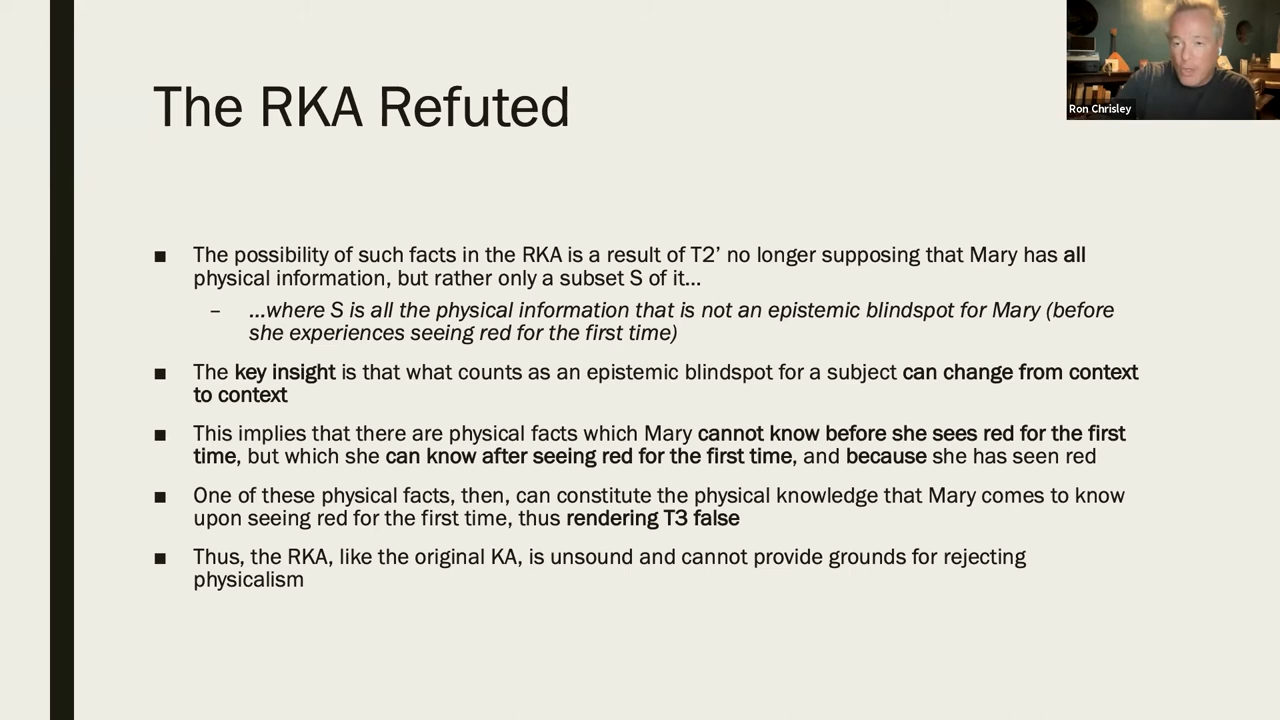 Ron Chrisley
The RKA Refuted
■ The possibility of such facts in the RKA is a result of T2’ no longer supposing that Mary has all
physical information, but rather only a subset S of it...
– ...where S is all the physical information that is not an epistemic blindspot for Mary (before
she experiences seeing red for the first time)
■ The key insight is that what counts as an epistemic blindspot for a subject can change from context
to context
■ This implies that there are physical facts which Mary cannot know before she sees red for the first
time, but which she can know after seeing red for the first time, and because she has seen red
■ One of these physical facts, then, can constitute the physical knowledge that Mary comes to know
upon seeing red for the first time, thus rendering T3 false
■ Thus, the RKA, like the original KA, is unsound and cannot provide grounds for rejecting
physicalism